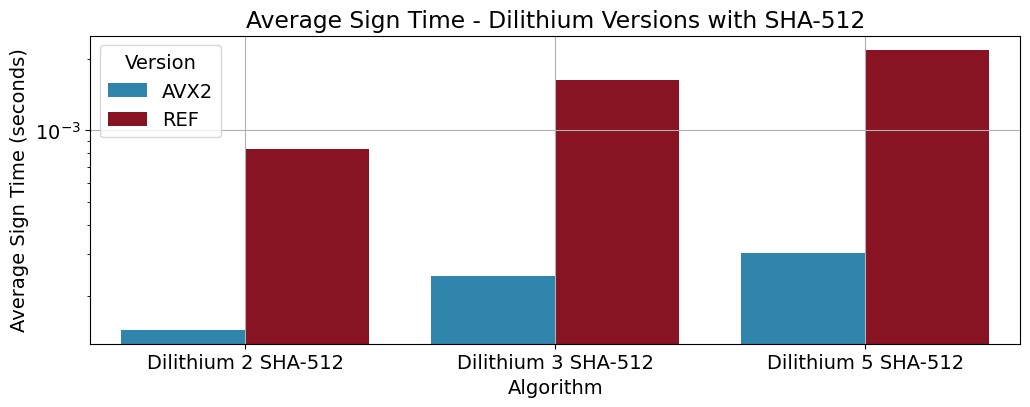 Average Sign Time - Dilithium Versions with SHA-512
Version
AVX2
REF
10⁻³
Average Sign Time (seconds)
Dilithium 2 SHA-512
Dilithium 3 SHA-512
Dilithium 5 SHA-512
Algorithm